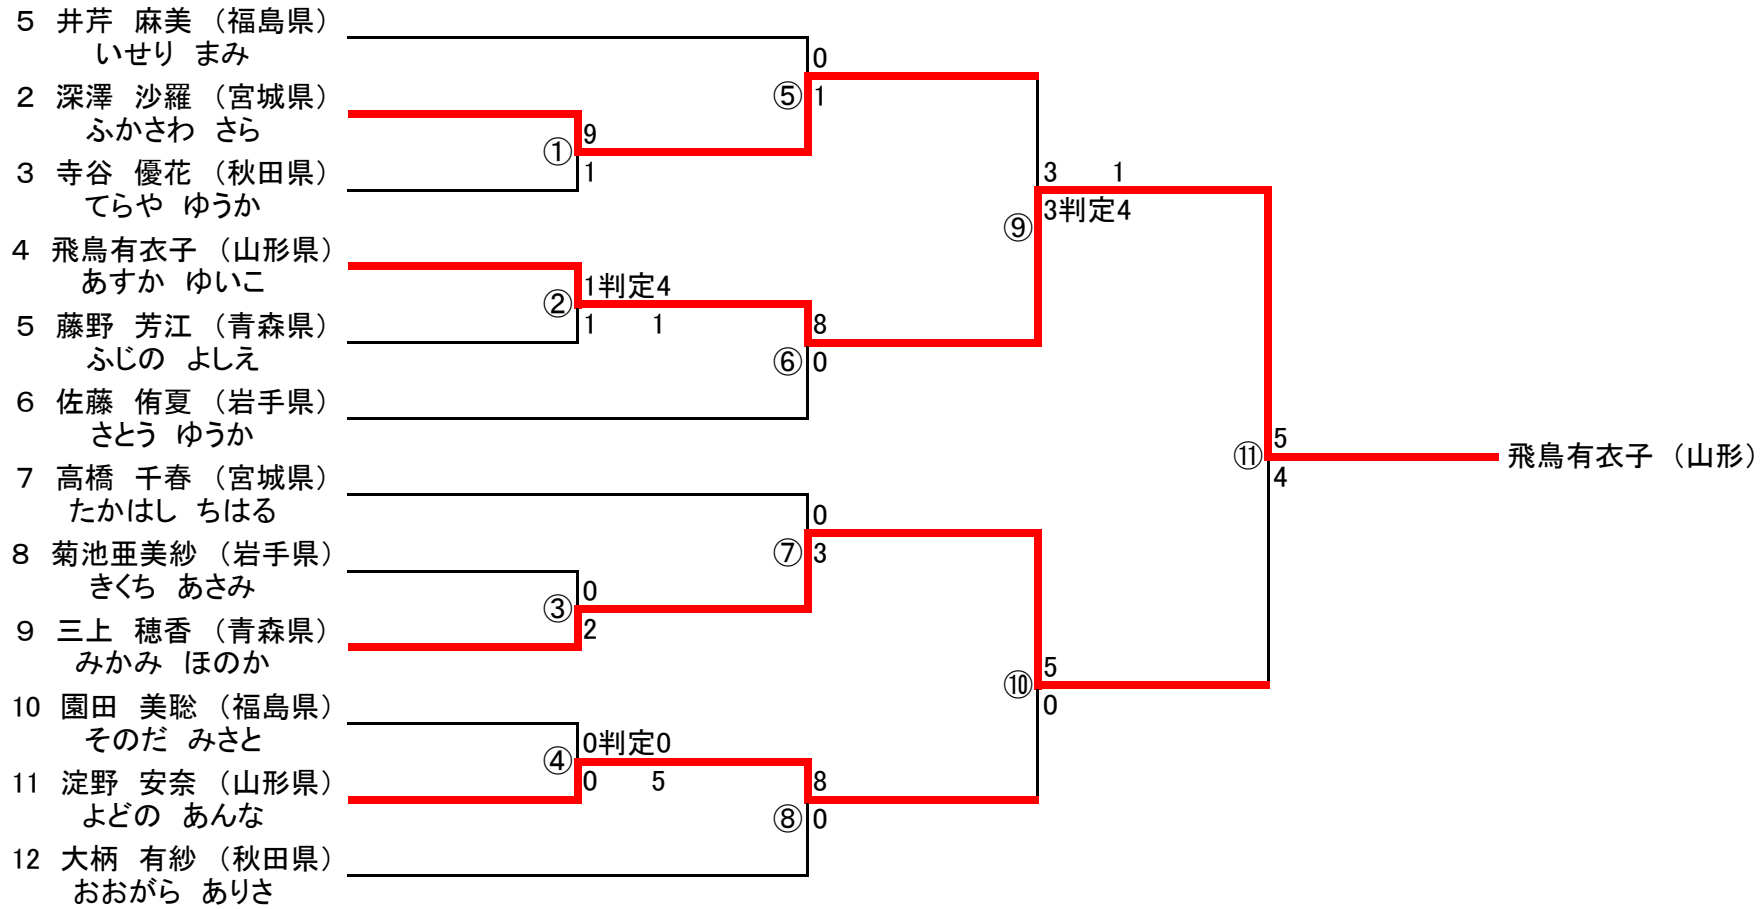 5 井芹 麻美 （福島県）
いせり まみ
2 深澤 沙羅 （宮城県）
ふかさわ さら
3 寺谷 優花 （秋田県）
てらや ゆうか
4 飛鳥有衣子 （山形県）
あすか ゆいこ
5 藤野 芳江 （青森県）
ふじの よしえ
6 佐藤 侑夏 （岩手県）
さとう ゆうか
7 高橋 千春 （宮城県）
たかはし ちはる
8 菊池亜美紗 （岩手県）
きくち あさみ
9 三上 穂香 （青森県）
みかみ ほのか
10 園田 美聡 （福島県）
そのだ みさと
11 淀野 安奈 （山形県）
よどの あんな
12 大柄 有紗 （秋田県）
おおがら ありさ
①
9
1
②
1判定4
1 1
③
0
2
④
0判定0
0 5
⑤
0
1
⑥
8
0
⑦
0
3
⑧
8
0
⑨
3 1
3判定4
⑩
5
0
⑪
5
4
飛鳥有衣子 （山形）